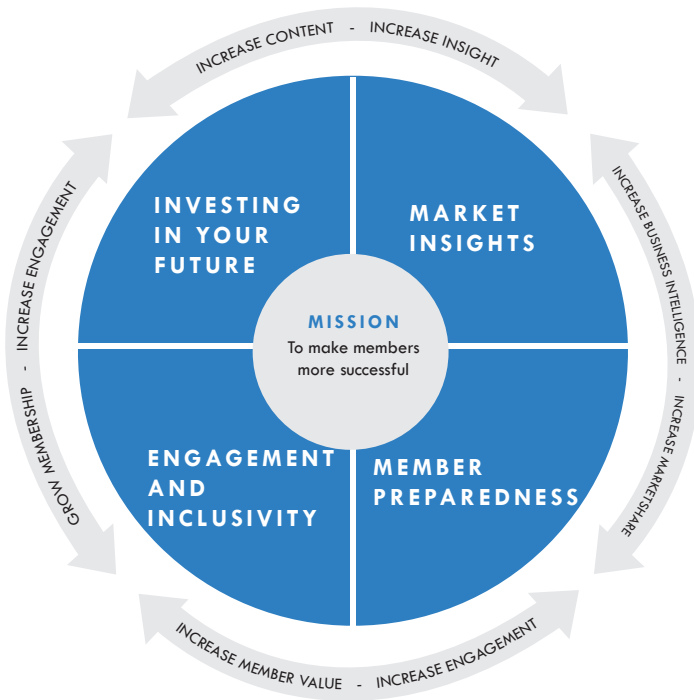 INCREASE CONTENT - INCREASE INSIGHT
INVESTING
IN YOUR
FUTURE
MARKET
INSIGHTS
MISSION
To make members
more successful
ENGAGEMENT
AND
INCLUSIVITY
MEMBER
PREPAREDNESS
GROW MEMBERSHIP - INCREASE ENGAGEMENT
INCREASE BUSINESS INTELLIGENCE - INCREASE MARKETSHARE
INCREASE MEMBER VALUE - INCREASE ENGAGEMENT